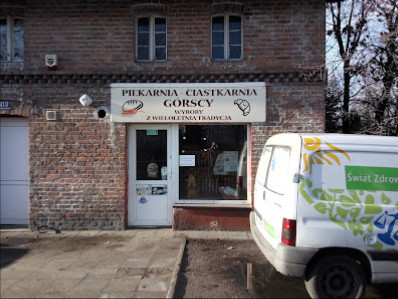 PIEKARNIA - CIASTKARNIA
GORSCY
WYROBY
Z WIELOLETNIĄ TRADYCJĄ
Świat Zdrow